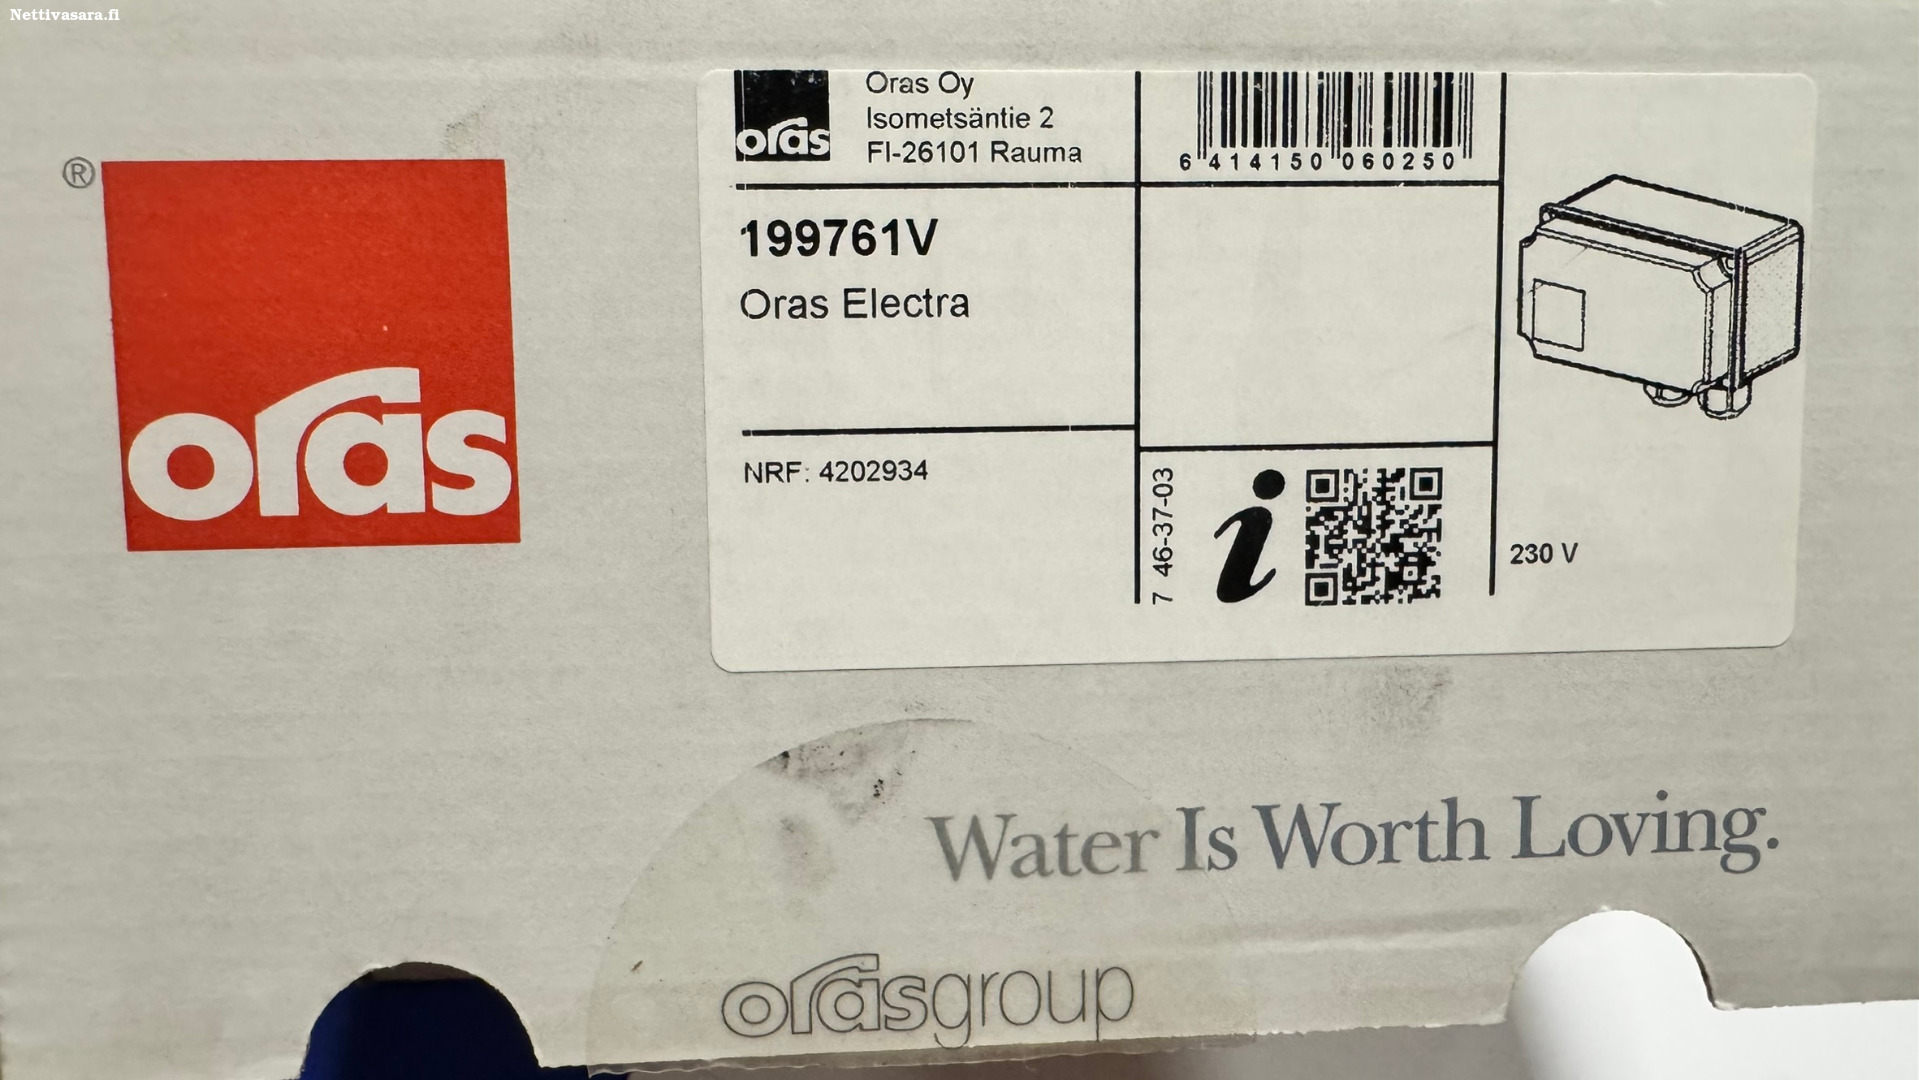 Nettivasara.fi
®
oras
oras
Oras Oy
Isometsäntie 2
FI-26101 Rauma
6 414150 060250
199761V
Oras Electra
NRF: 4202934
7 46-37-03
i
230 V
Water Is Worth Loving.
orasgroup